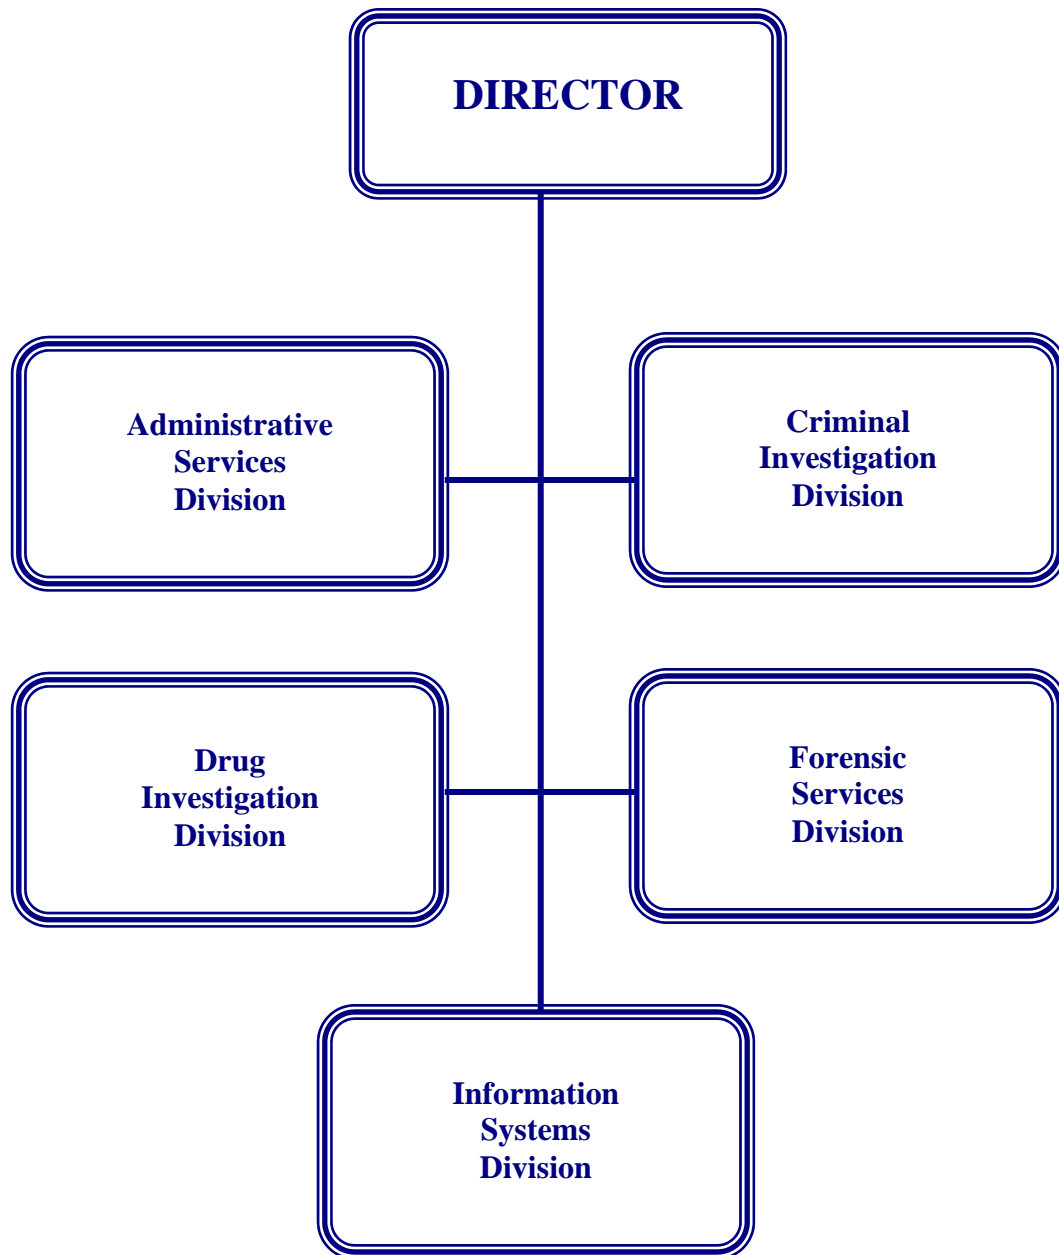 DIRECTOR
Administrative
Services
Division
Criminal
Investigation
Division
Drug
Investigation
Division
Forensic
Services
Division
Information
Systems
Division